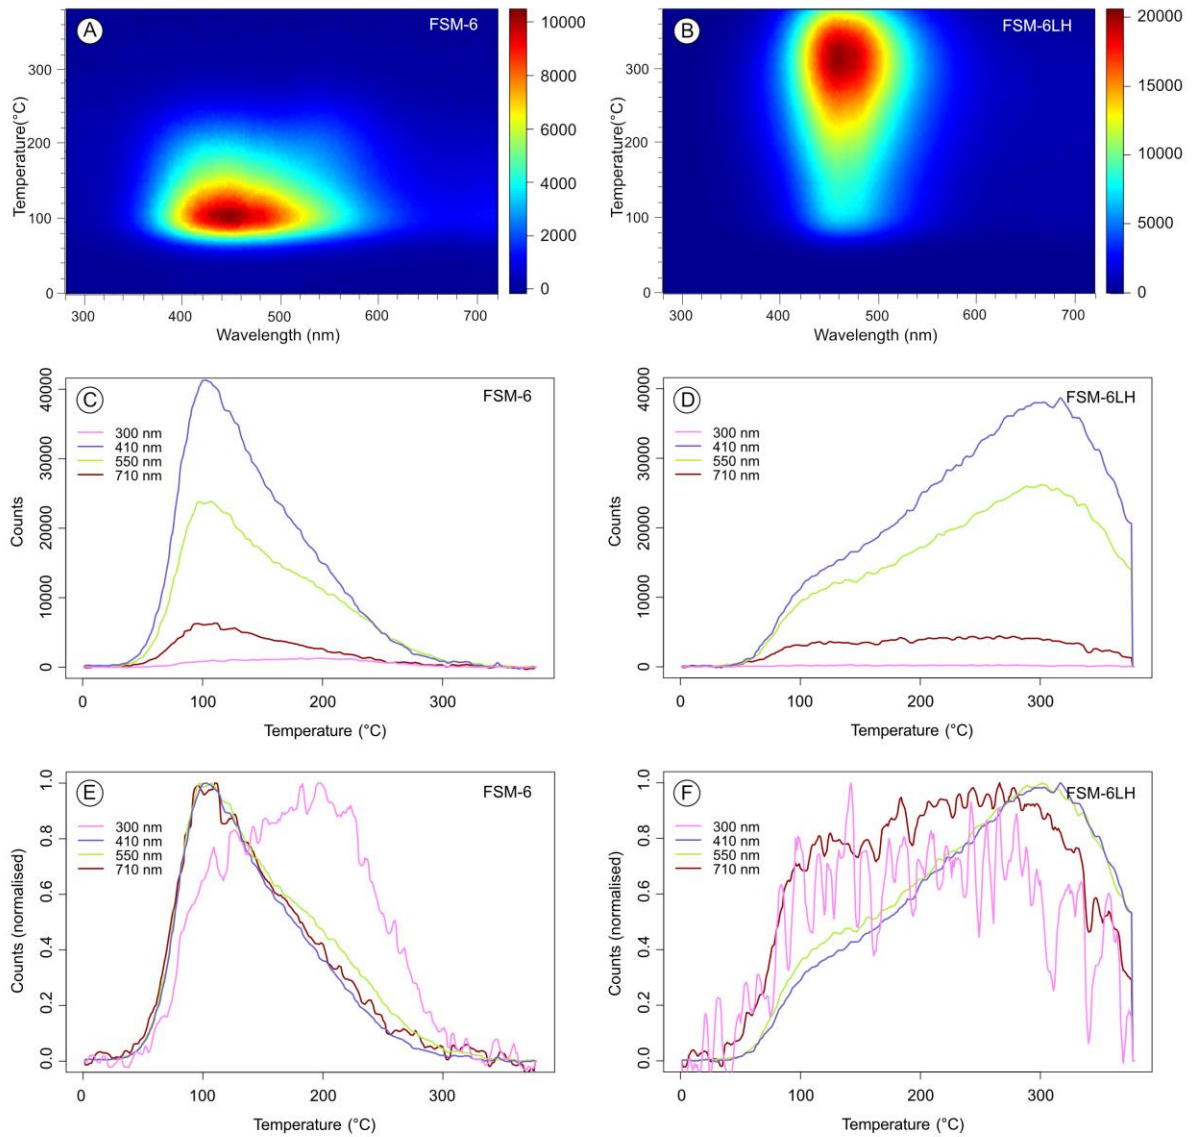 A
FSM-6
10000
8000
6000
4000
2000
0
Temperature(°C)
300
200
100
0
300 400 500 600 700
Wavelength (nm)
B
FSM-6LH
20000
15000
10000
5000
0
Temperature(°C)
300
200
100
0
300 400 500 600 700
Wavelength (nm)
C
FSM-6
300 nm
410 nm
550 nm
710 nm
Counts
40000
30000
20000
10000
0
0 100 200 300
Temperature (°C)
D
FSM-6LH
300 nm
410 nm
550 nm
710 nm
Counts
40000
30000
20000
10000
0
0 100 200 300
Temperature (°C)
E
FSM-6
300 nm
410 nm
550 nm
710 nm
Counts (normalised)
1.0
0.8
0.6
0.4
0.2
0.0
0 100 200 300
Temperature (°C)
F
FSM-6LH
300 nm
410 nm
550 nm
710 nm
Counts (normalised)
1.0
0.8
0.6
0.4
0.2
0.0
0 100 200 300
Temperature (°C)